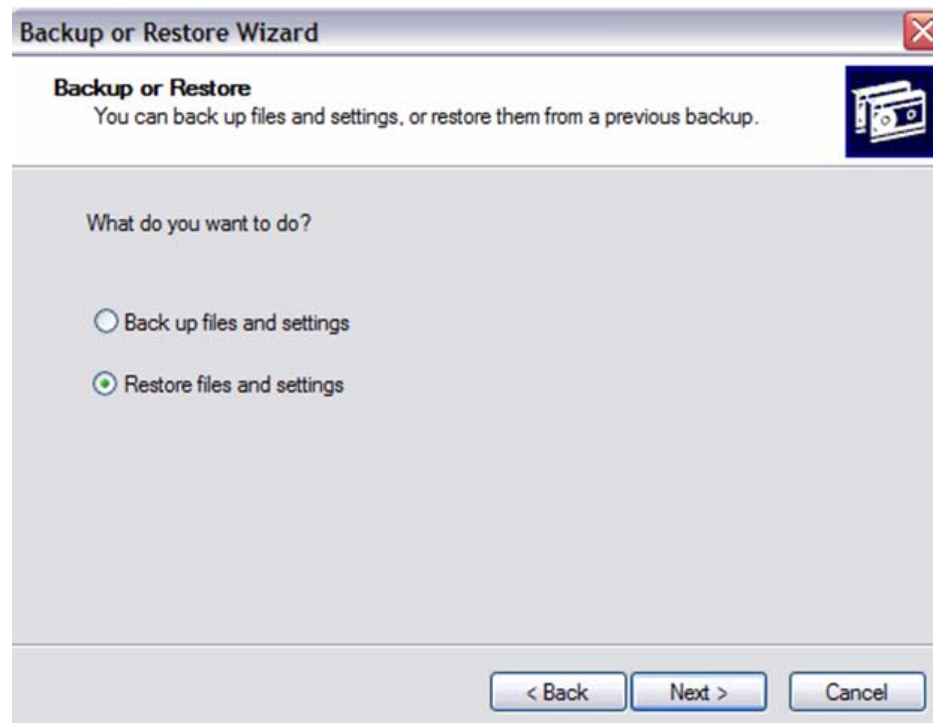 Backup or Restore Wizard
Backup or Restore
You can back up files and settings, or restore them from a previous backup.
What do you want to do?
Back up files and settings
Restore files and settings
< Back
Next >
Cancel